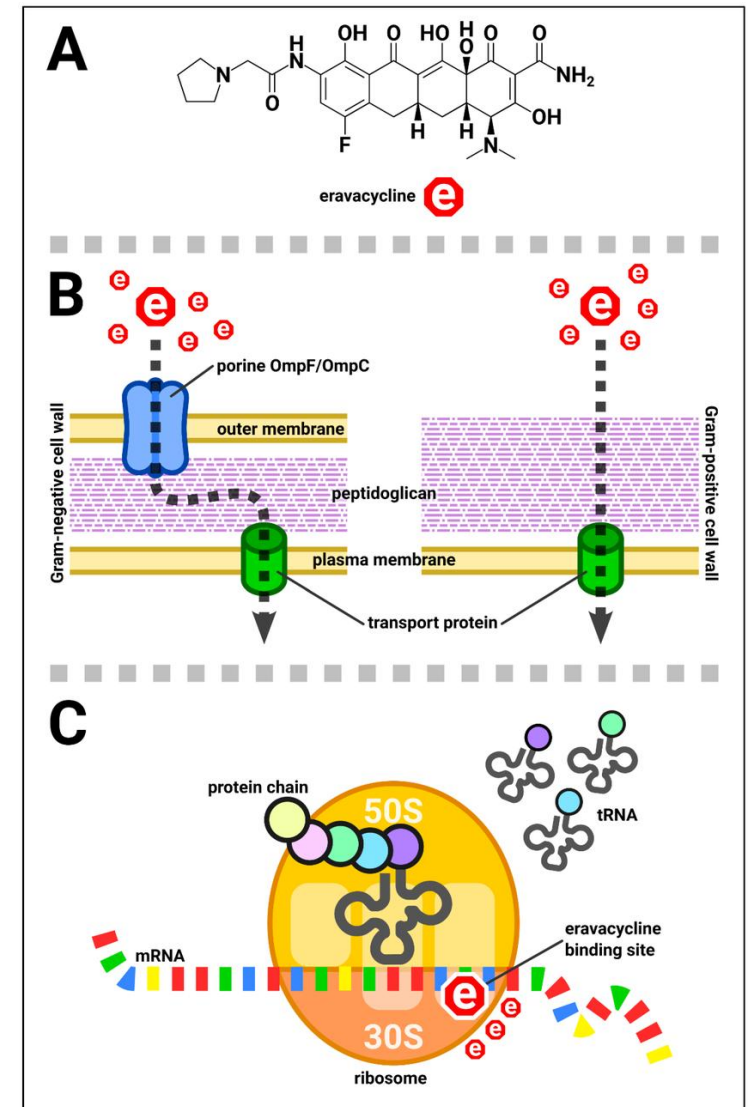 A
OH
O
HO
H
O
O
O
H
N
N
O
NH₂
OH
F
H
H
N
eravacycline e
B
e
e
e
e
e
e
e
e
e
e
e
e
porine OmpF/OmpC
Gram-negative cell wall
outer membrane
peptidoglican
plasma membrane
Gram-positive cell wall
transport protein
C
protein chain
50S
tRNA
eravacycline
binding site
mRNA
e
e
e
e
30S
ribosome